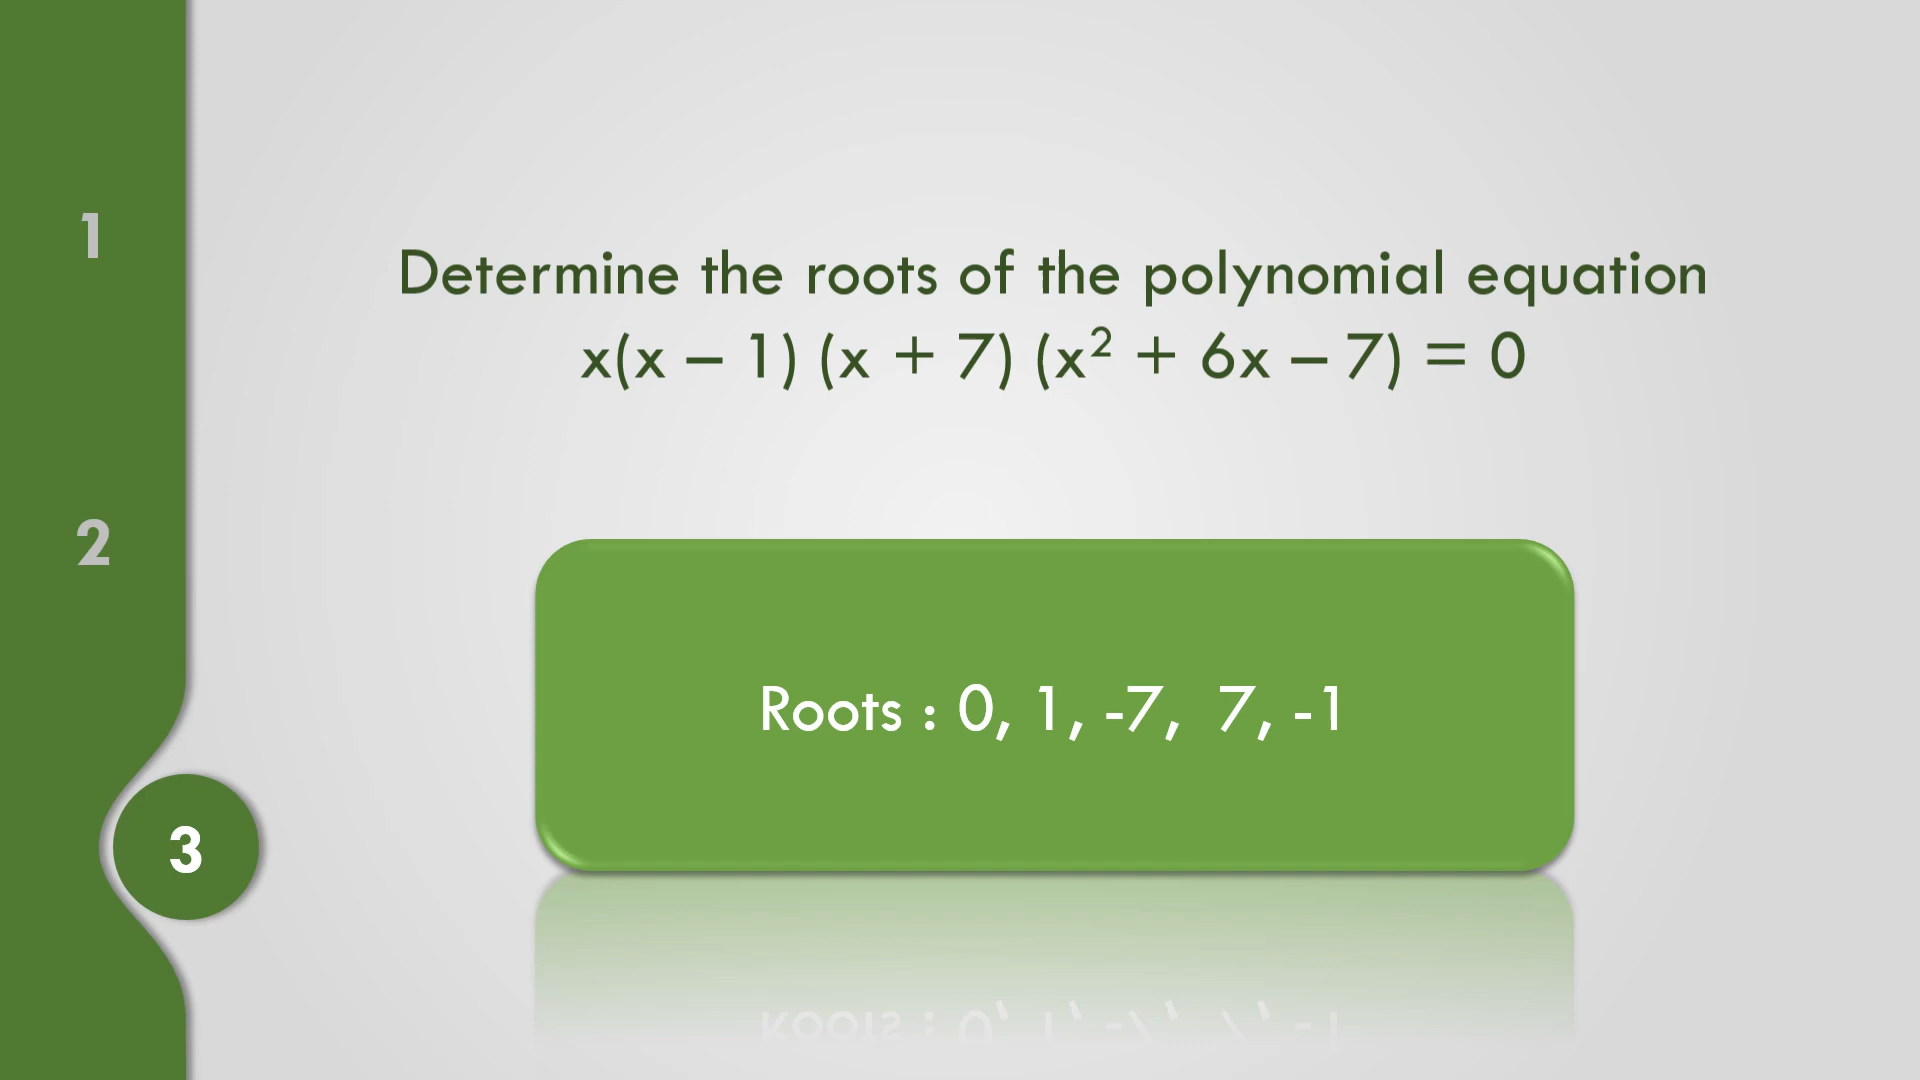 1
Determine the roots of the polynomial equation
x(x – 1) (x + 7) (x² + 6x – 7) = 0
2
Roots : 0, 1, -7, 7, -1
3